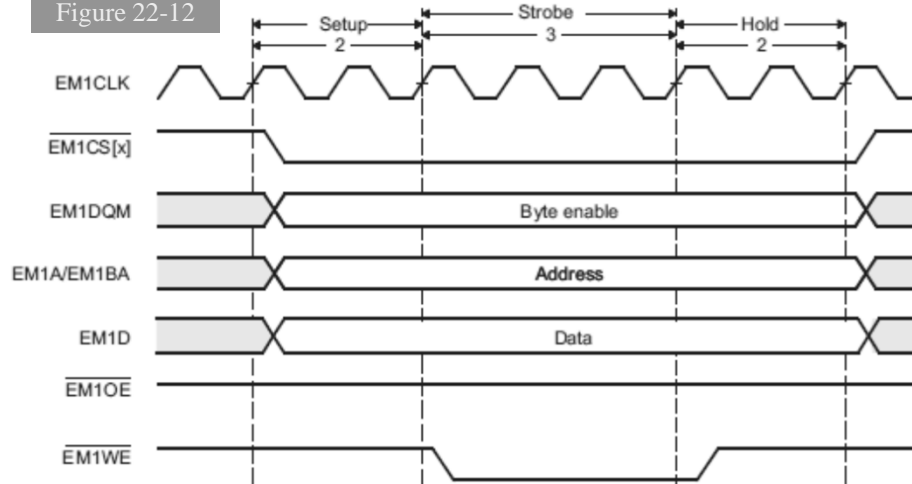 Figure 22-12
Setup
2
Strobe
3
Hold
2
EM1CLK
EM1CS[x]
EM1DQM
Byte enable
EM1A/EM1BA
Address
EM1D
Data
EM1OE
EM1WE